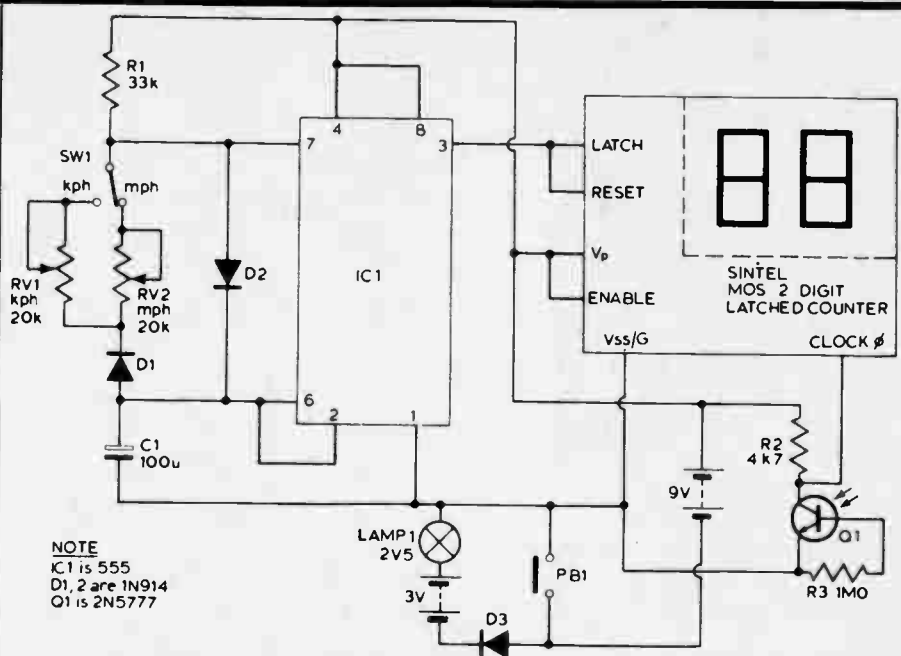 R1
33k
SW1
kph
mph
RV1
kph
20k
RV2
mph
20k
D1
C1
100u
D2
4
8
7
3
IC1
6
2
1
LATCH
RESET
Vp
ENABLE
SINTEL
MOS 2 DIGIT
LATCHED COUNTER
Vss/G
CLOCK ø
R2
4k7
9V
Q1
R3 1M0
LAMP1
2V5
3V
PB1
D3
NOTE
IC1 is 555
D1, 2 are 1N914
Q1 is 2N5777